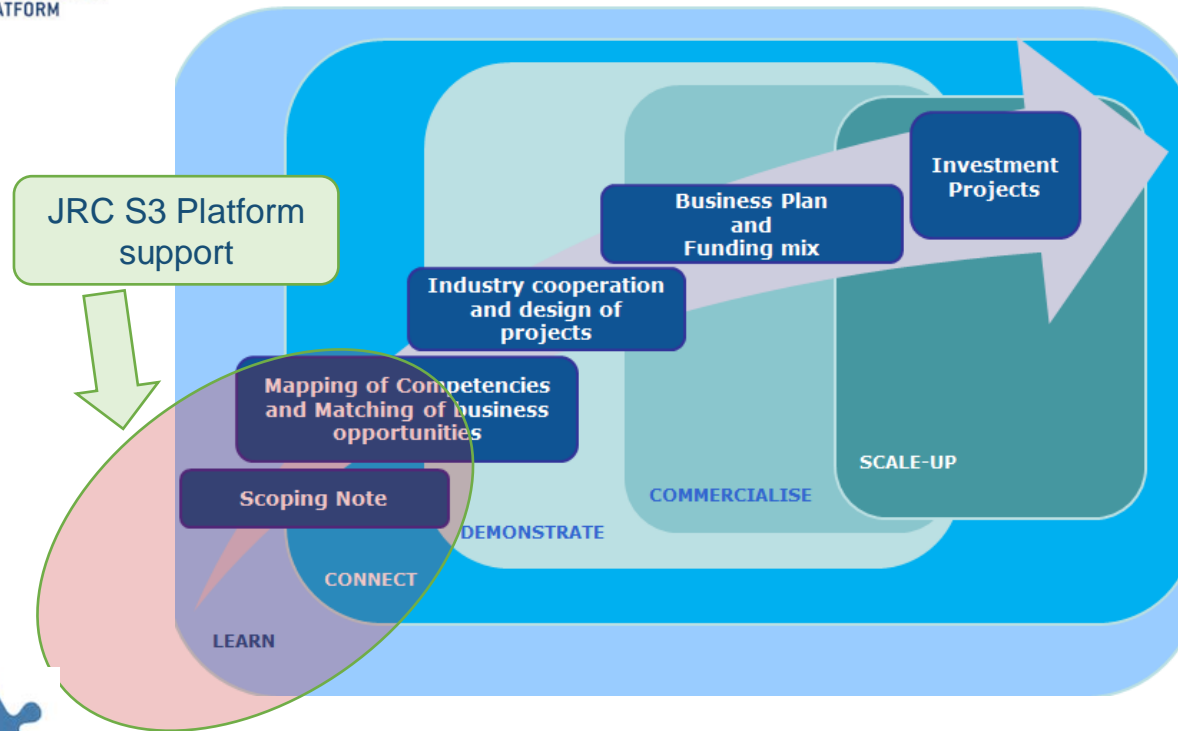 JRC S3 Platform
support
Investment
Projects
Business Plan
and
Funding mix
Industry cooperation
and design of
projects
Mapping of Competencies
and Matching of business
opportunities
Scoping Note
SCALE-UP
COMMERCIALISE
DEMONSTRATE
CONNECT
LEARN